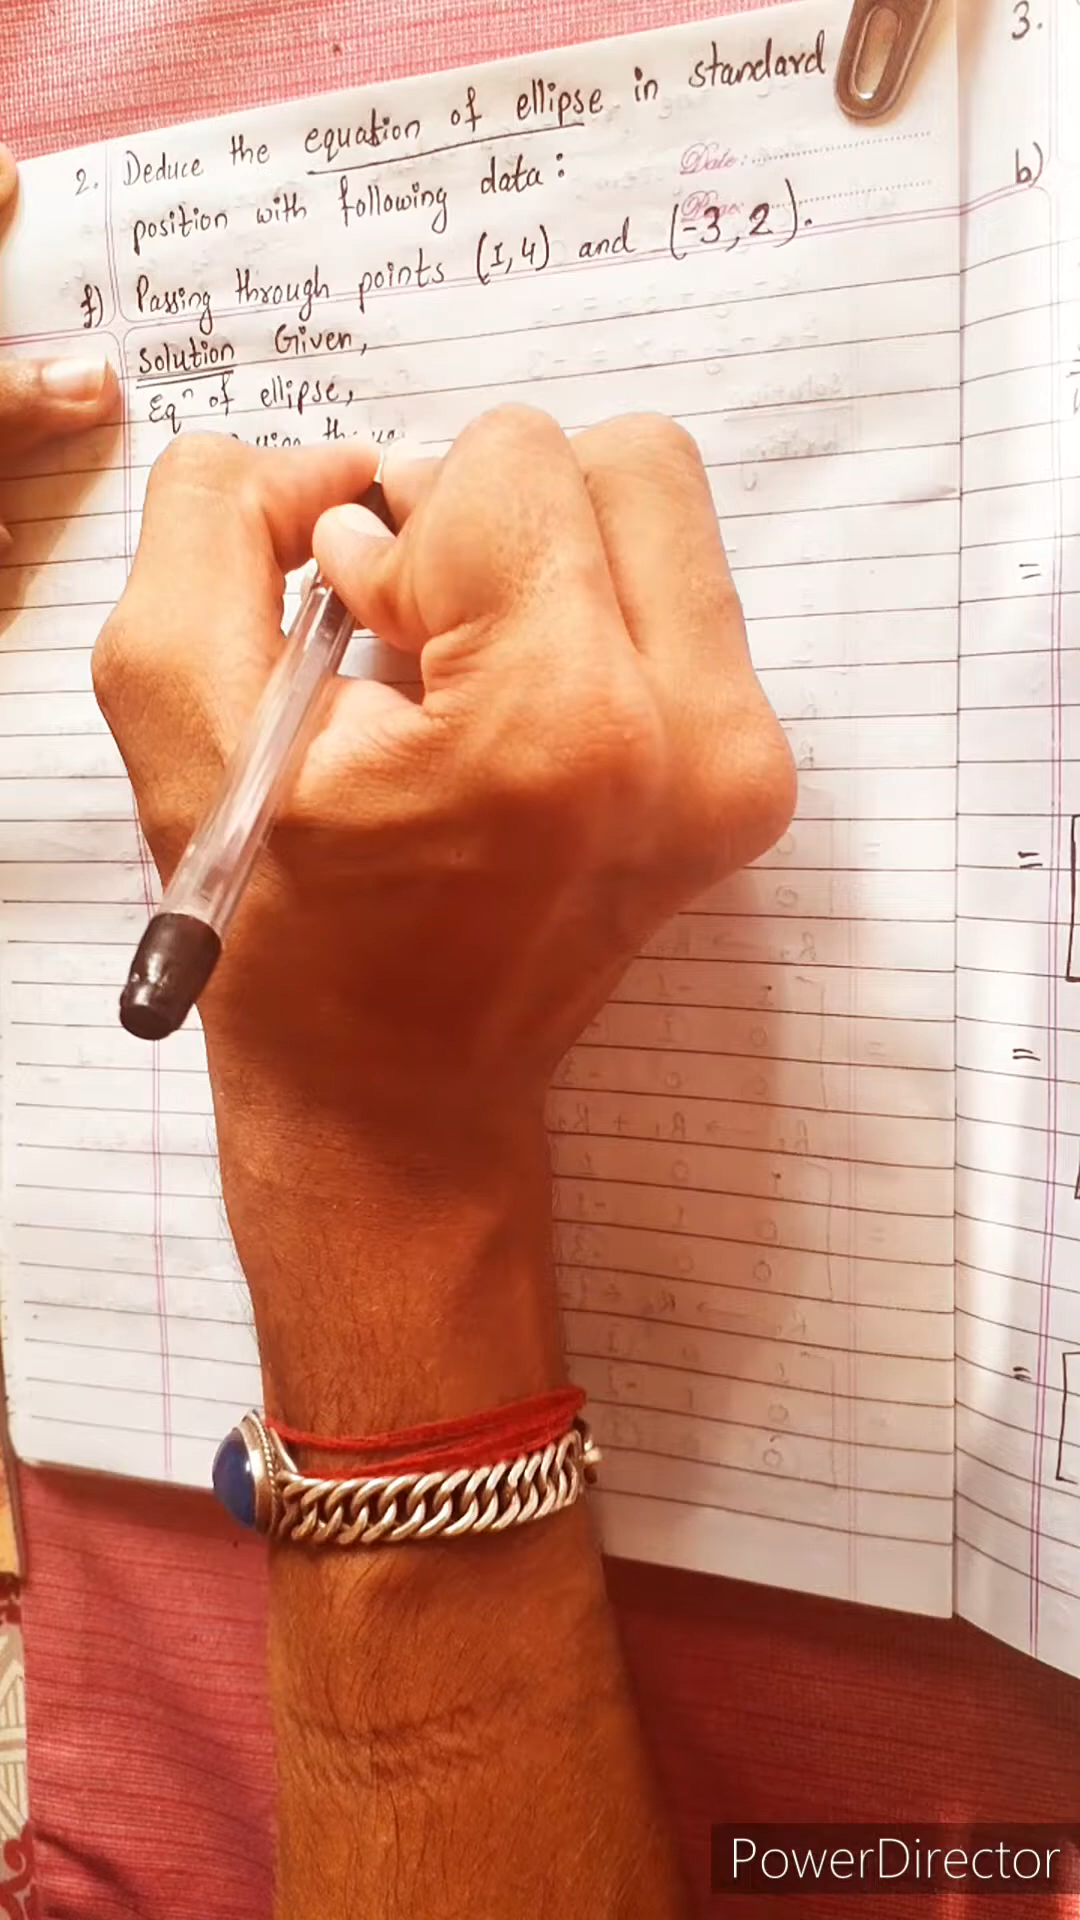 2. Deduce the equation of ellipse in standard
position with following data:
Date:
f) Passing through points (1,4) and (-3,2).
Solution Given,
Eqⁿ of ellipse,
3.
b)
=
=
=
=
PowerDirector